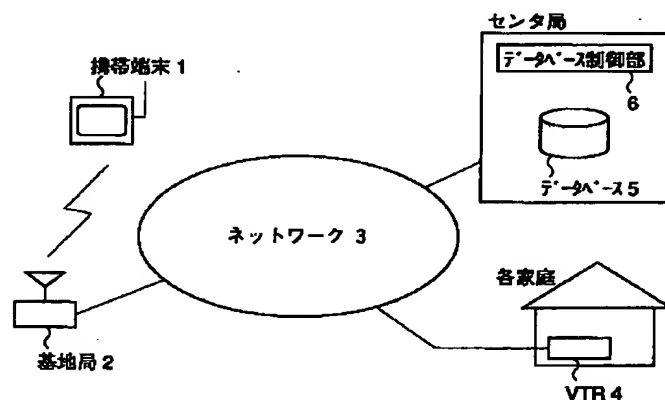 センタ局
データベース制御部
6
データベース 5
携帯端末 1
ネットワーク 3
基地局 2
各家庭
VTR 4